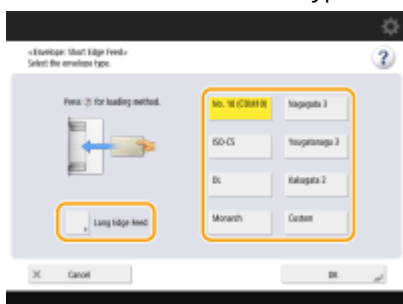 <Envelope: Short Edge Feed>
Select the envelope type.
Press ? for loading method.
No. 10 (COM10)
Nagagata 3
ISO-C5
Yougatanaga 3
DL
Kakugata 2
Monarch
Custom
Long Edge Feed
Cancel
OK